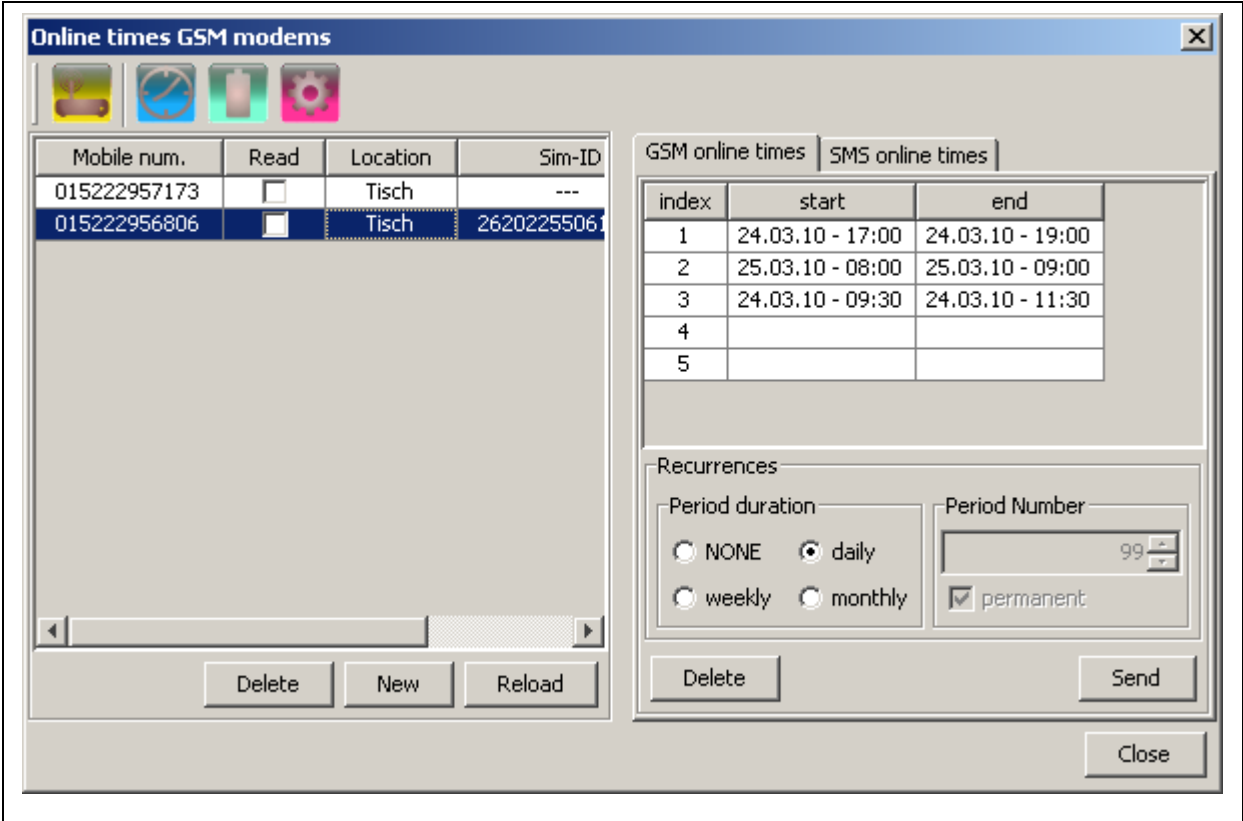 Online times GSM modems
Mobile num. Read Location Sim-ID
015222957173 Tisch ---
015222956806 Tisch 26202255061
Delete New Reload
GSM online times SMS online times
index start end
1 24.03.10 - 17:00 24.03.10 - 19:00
2 25.03.10 - 08:00 25.03.10 - 09:00
3 24.03.10 - 09:30 24.03.10 - 11:30
4
5
Recurrences
Period duration Period Number
NONE daily 99
weekly monthly permanent
Delete Send
Close